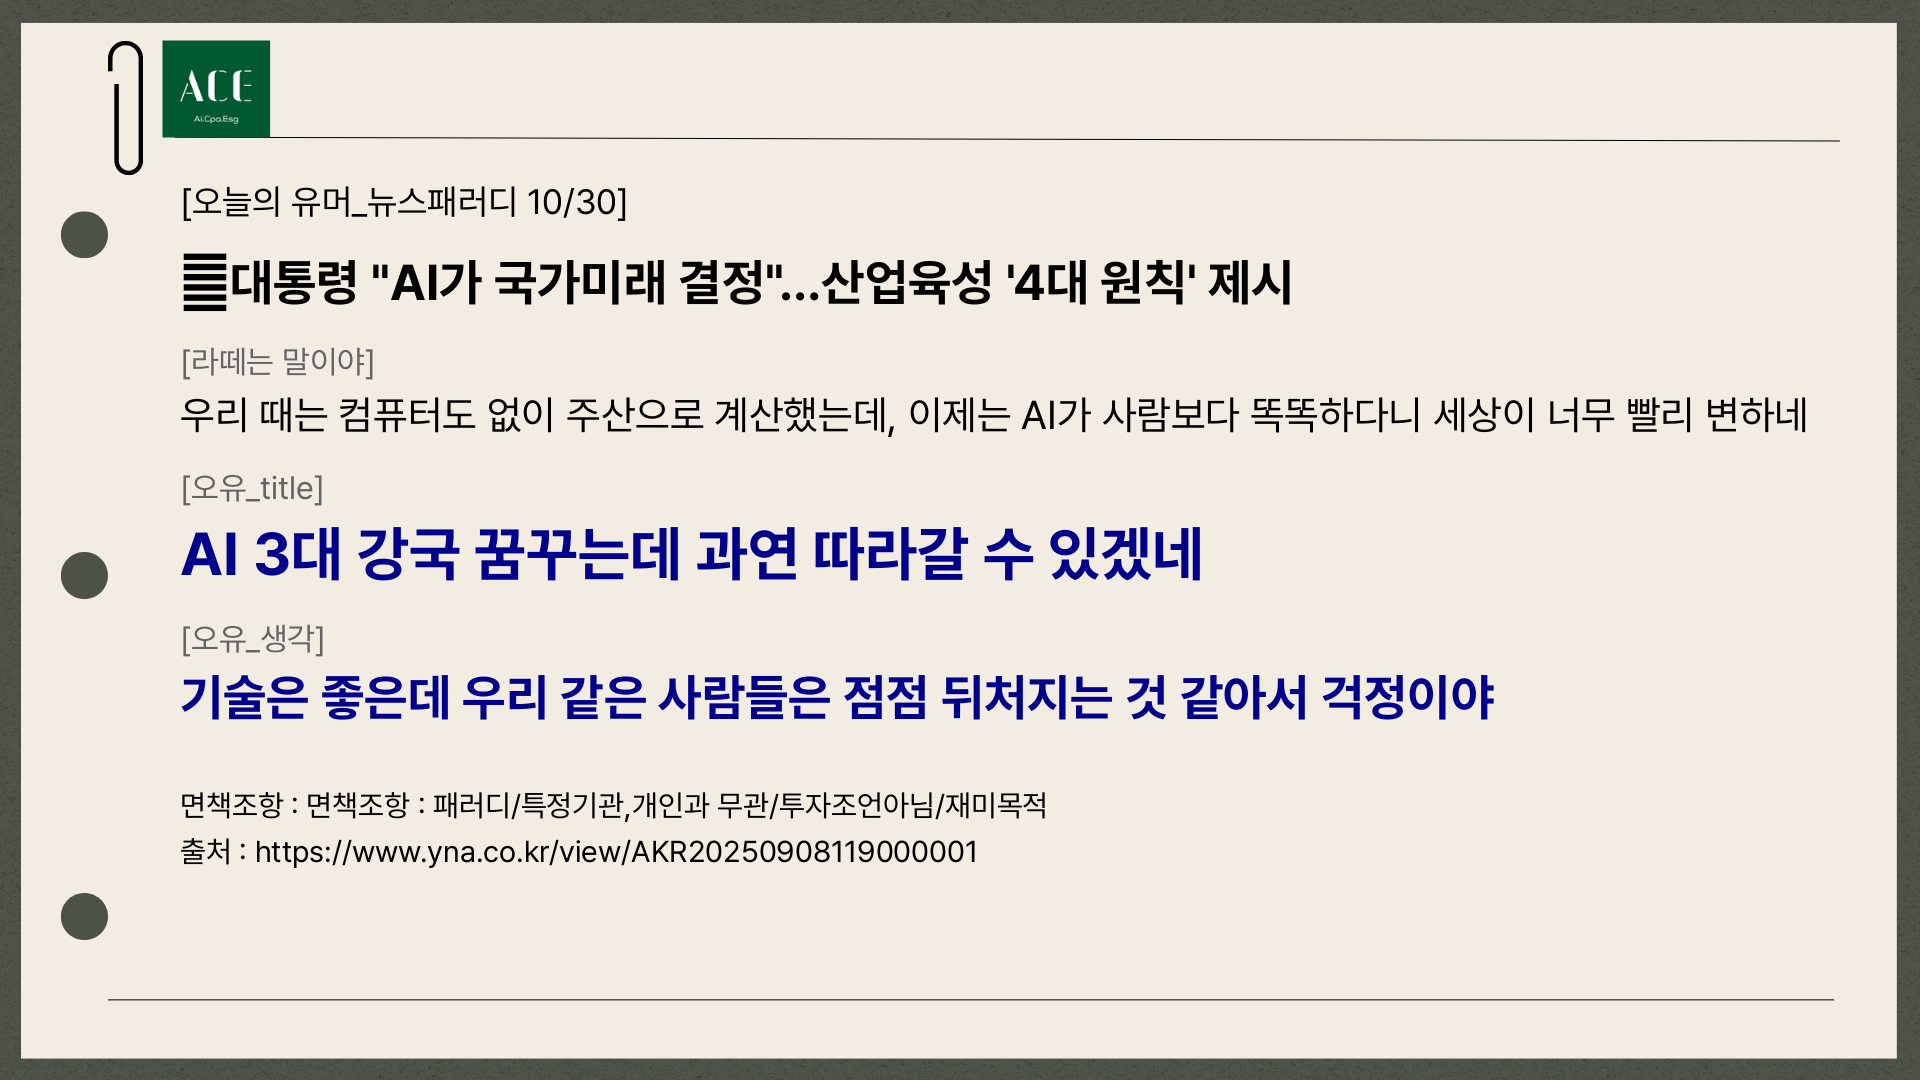 ACE
Ai.Cpa.Esg
[오늘의 유머_뉴스패러디 10/30]
䷀대통령 "AI가 국가미래 결정"...산업육성 '4대 원칙' 제시
[라떼는 말이야]
우리 때는 컴퓨터도 없이 주산으로 계산했는데, 이제는 AI가 사람보다 똑똑하다니 세상이 너무 빨리 변하네
[오유_title]
AI 3대 강국 꿈꾸는데 과연 따라갈 수 있겠네
[오유_생각]
기술은 좋은데 우리 같은 사람들은 점점 뒤처지는 것 같아서 걱정이야
면책조항 : 면책조항 : 패러디/특정기관,개인과 무관/투자조언아님/재미목적
출처 : https://www.yna.co.kr/view/AKR20250908119000001